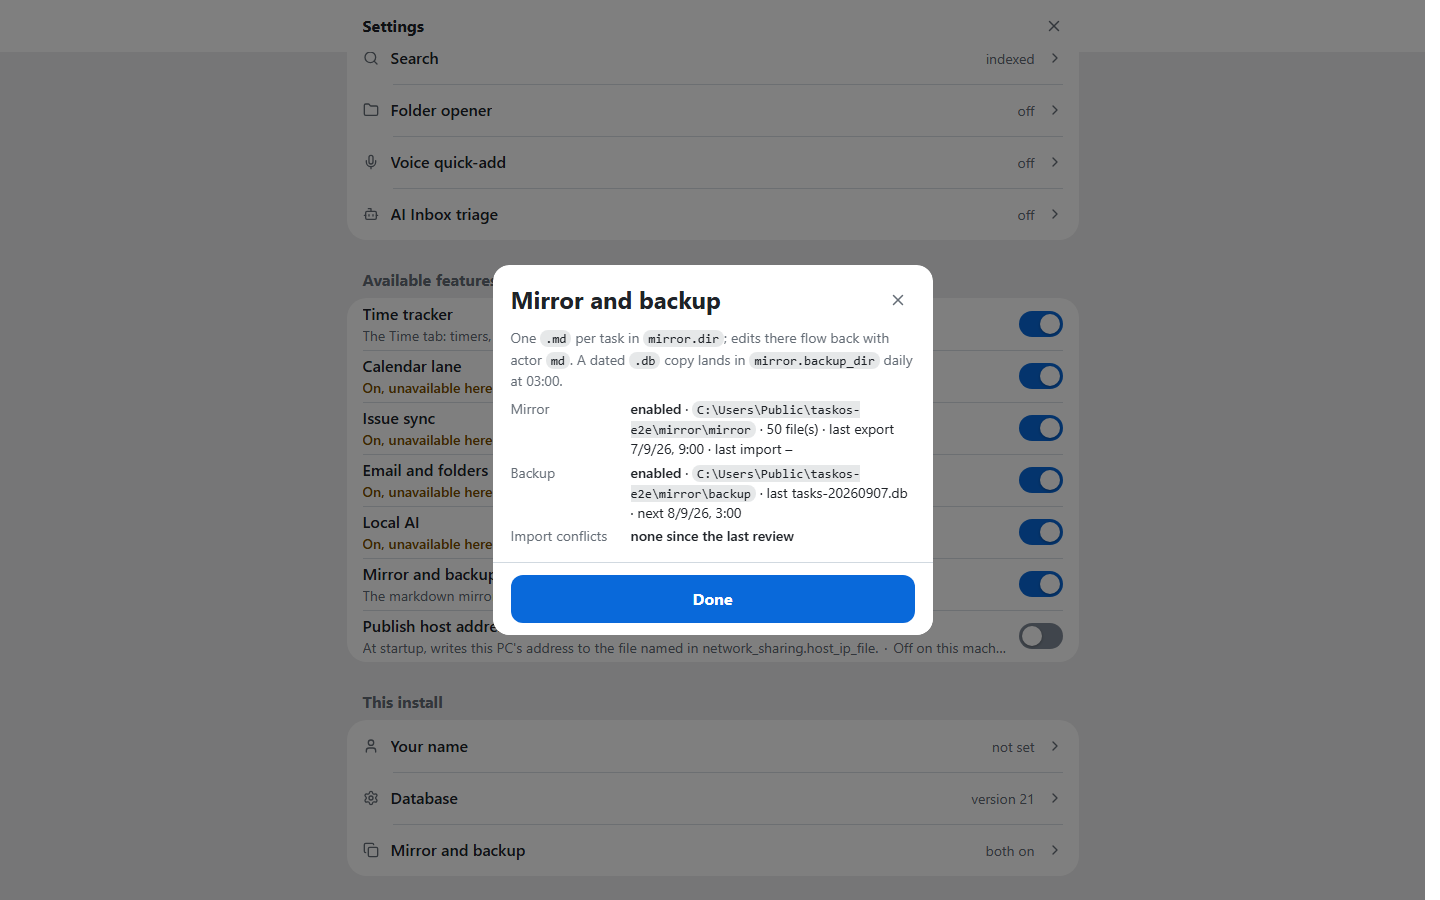 Settings
Search
indexed
Folder opener
off
Voice quick-add
off
AI Inbox triage
off
Available features
Time tracker
The Time tab: timers,
Calendar lane
On, unavailable here
Issue sync
On, unavailable here
Email and folders
On, unavailable here
Local AI
On, unavailable here
Mirror and backup
The markdown mirro
Publish host addre
At startup, writes this PC's address to the file named in network_sharing.host_ip_file. · Off on this mach...
Mirror and backup
One .md per task in mirror.dir; edits there flow back with
actor md. A dated .db copy lands in mirror.backup_dir daily
at 03:00.
Mirror
enabled · C:\Users\Public\taskos-
e2e\mirror\mirror · 50 file(s) · last export
7/9/26, 9:00 · last import –
Backup
enabled · C:\Users\Public\taskos-
e2e\mirror\backup · last tasks-20260907.db
· next 8/9/26, 3:00
Import conflicts
none since the last review
Done
This install
Your name
not set
Database
version 21
Mirror and backup
both on